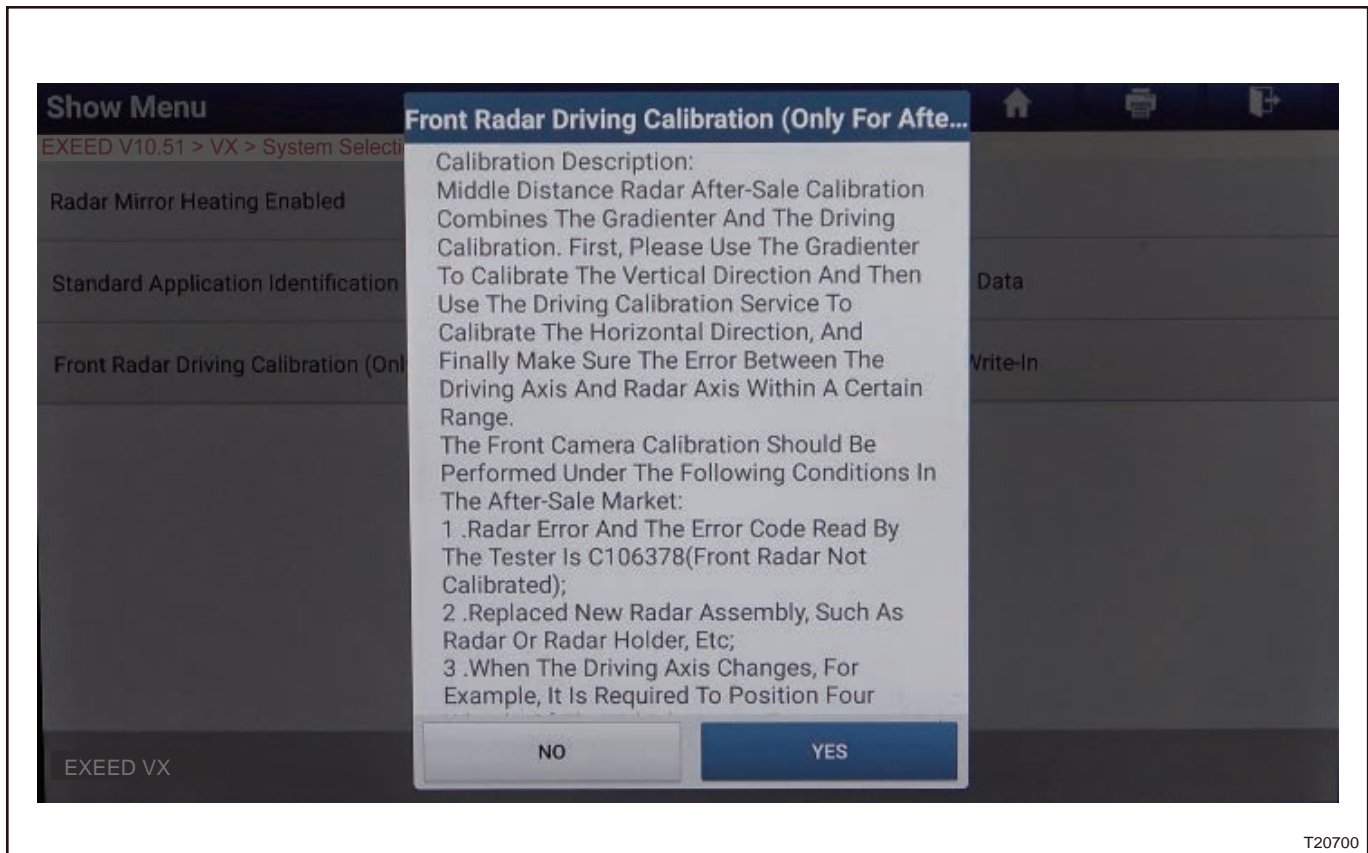 Show Menu
EXEED V10.51 > VX > System Selecti
Radar Mirror Heating Enabled
Standard Application Identification
Data
Front Radar Driving Calibration (Onl
Write-In
Front Radar Driving Calibration (Only For Afte...
Calibration Description:
Middle Distance Radar After-Sale Calibration
Combines The Gradienter And The Driving
Calibration. First, Please Use The Gradienter
To Calibrate The Vertical Direction And Then
Use The Driving Calibration Service To
Calibrate The Horizontal Direction, And
Finally Make Sure The Error Between The
Driving Axis And Radar Axis Within A Certain
Range.
The Front Camera Calibration Should Be
Performed Under The Following Conditions In
The After-Sale Market:
1 .Radar Error And The Error Code Read By
The Tester Is C106378(Front Radar Not
Calibrated);
2 .Replaced New Radar Assembly, Such As
Radar Or Radar Holder, Etc;
3 .When The Driving Axis Changes, For
Example, It Is Required To Position Four
NO
YES
EXEED VX
T20700